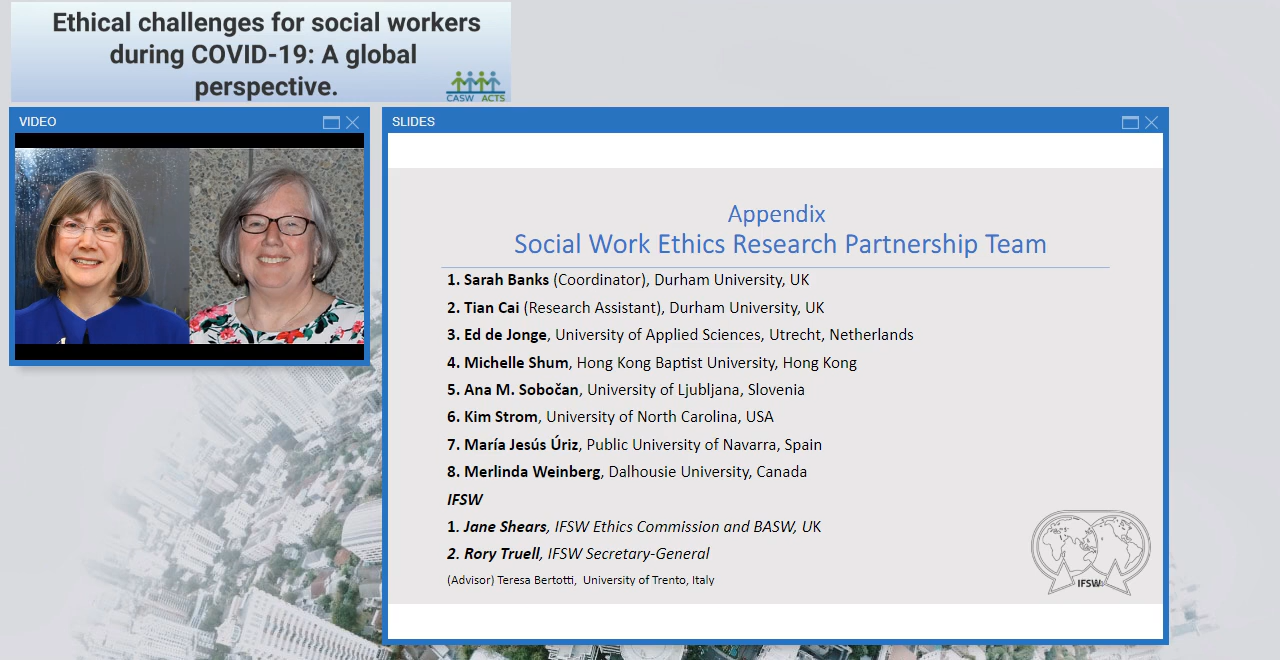 Ethical challenges for social workers
during COVID-19: A global
perspective.
CASW ACTS
VIDEO
SLIDES
Appendix
Social Work Ethics Research Partnership Team
1. Sarah Banks (Coordinator), Durham University, UK
2. Tian Cai (Research Assistant), Durham University, UK
3. Ed de Jonge, University of Applied Sciences, Utrecht, Netherlands
4. Michelle Shum, Hong Kong Baptist University, Hong Kong
5. Ana M. Sobočan, University of Ljubljana, Slovenia
6. Kim Strom, University of North Carolina, USA
7. María Jesús Úriz, Public University of Navarra, Spain
8. Merlinda Weinberg, Dalhousie University, Canada
IFSW
1. Jane Shears, IFSW Ethics Commission and BASW, UK
2. Rory Truell, IFSW Secretary-General
(Advisor) Teresa Bertotti, University of Trento, Italy
IFSW